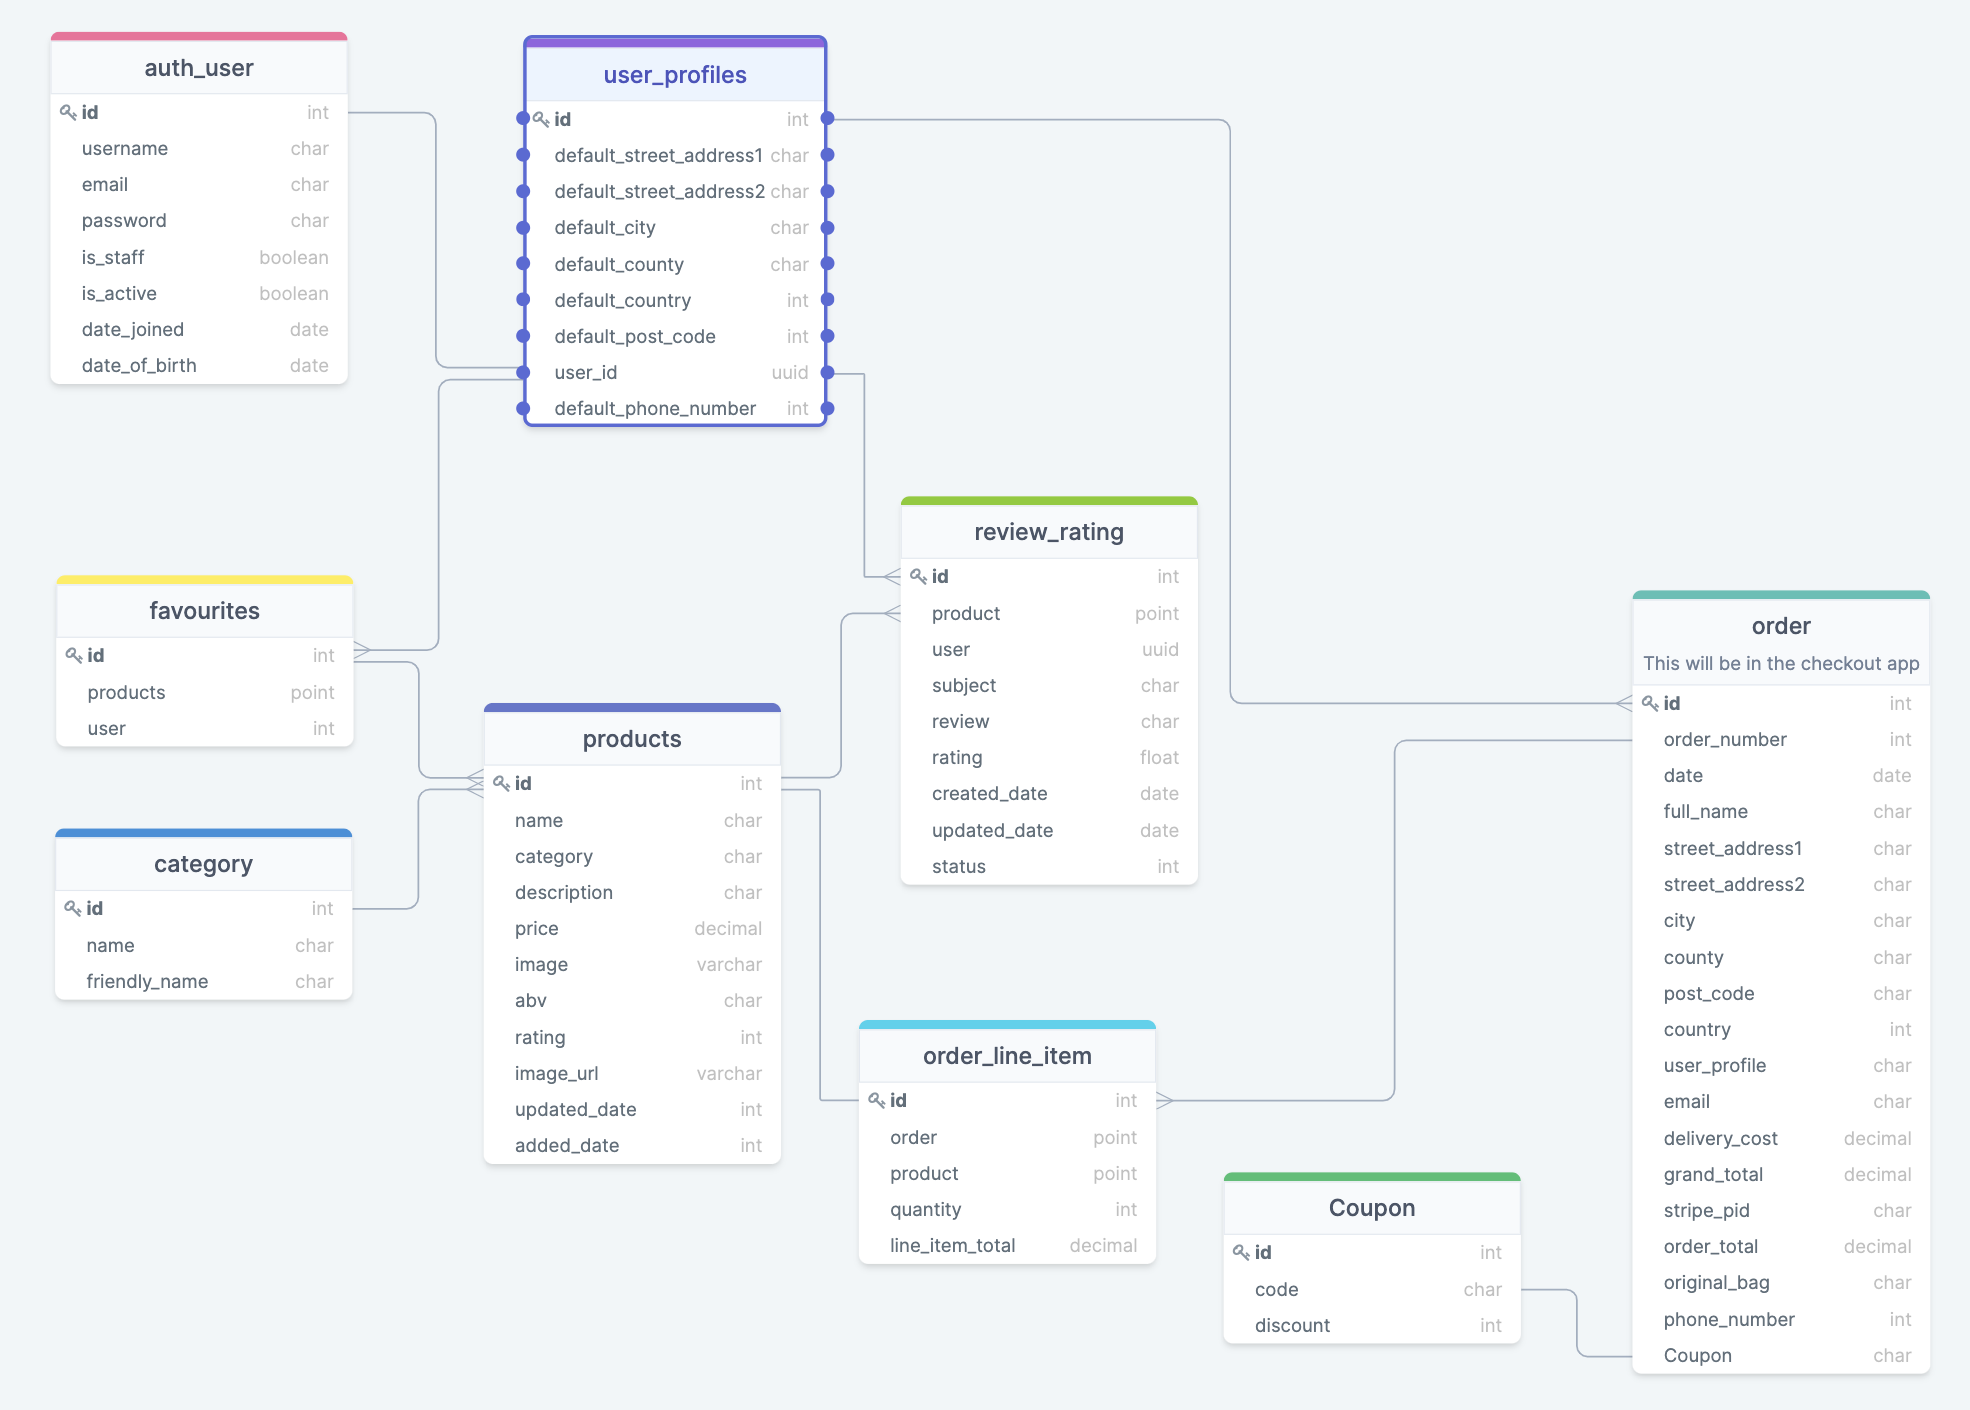 auth_user
id int
username char
email char
password char
is_staff boolean
is_active boolean
date_joined date
date_of_birth date
user_profiles
id int
default_street_address1 char
default_street_address2 char
default_city char
default_county char
default_country int
default_post_code int
user_id uuid
default_phone_number int
favourites
id int
products point
user int
category
id int
name char
friendly_name char
products
id int
name char
category char
description char
price decimal
image varchar
abv char
rating int
image_url varchar
updated_date int
added_date int
review_rating
id int
product point
user uuid
subject char
review char
rating float
created_date date
updated_date date
status int
order_line_item
id int
order point
product point
quantity int
line_item_total decimal
Coupon
id int
code char
discount int
order
This will be in the checkout app
id int
order_number int
date date
full_name char
street_address1 char
street_address2 char
city char
county char
post_code char
country int
user_profile char
email char
delivery_cost decimal
grand_total decimal
stripe_pid char
order_total decimal
original_bag char
phone_number int
Coupon char